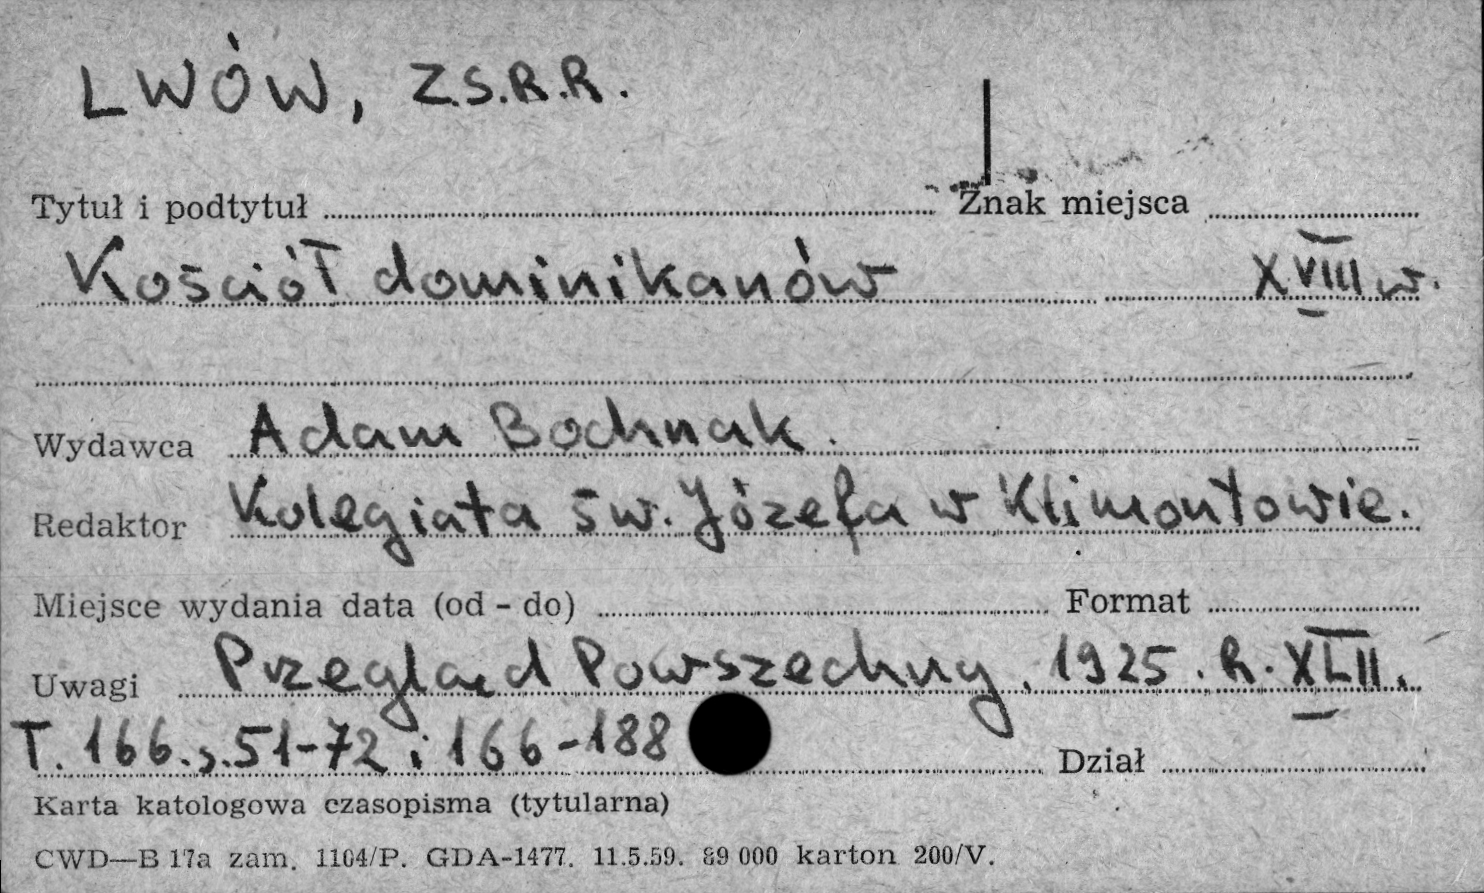 LWÓW, Z.S.R.R.
Tytuł i podtytuł Znak miejsca
Kościół dominikanów XVIII w.
Wydawca Adam Bochnak.
Redaktor Kolegiata św. Józefa w Klimontowie.
Miejsce wydania data (od - do) Format
Uwagi Przegląd Powszechny, 1925. R. XLII.
T. 166. s. 51-72 i 166-188 Dział
Karta katologowa czasopisma (tytularna)
CWD—B 17a zam. 1104/P. GDA-1477. 11.5.59. 89 000 karton 200/V.